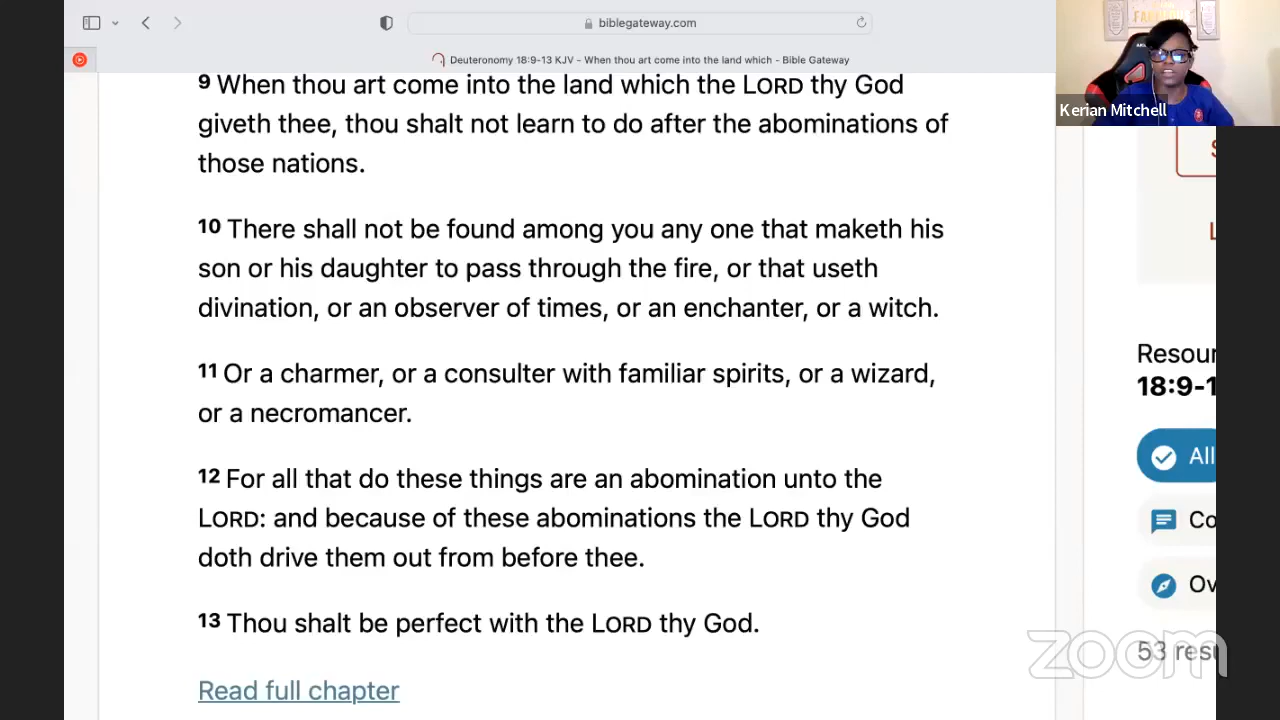 biblegateway.com
Deuteronomy 18:9-13 KJV - When thou art come into the land which - Bible Gateway
Kerian Mitchell
9 When thou art come into the land which the LORD thy God
giveth thee, thou shalt not learn to do after the abominations of
those nations.
10 There shall not be found among you any one that maketh his
son or his daughter to pass through the fire, or that useth
divination, or an observer of times, or an enchanter, or a witch.
11 Or a charmer, or a consulter with familiar spirits, or a wizard,
or a necromancer.
12 For all that do these things are an abomination unto the
LORD: and because of these abominations the LORD thy God
doth drive them out from before thee.
13 Thou shalt be perfect with the LORD thy God.
Read full chapter
Resour
18:9-1
All
Co
Ov
53 resu
zoom